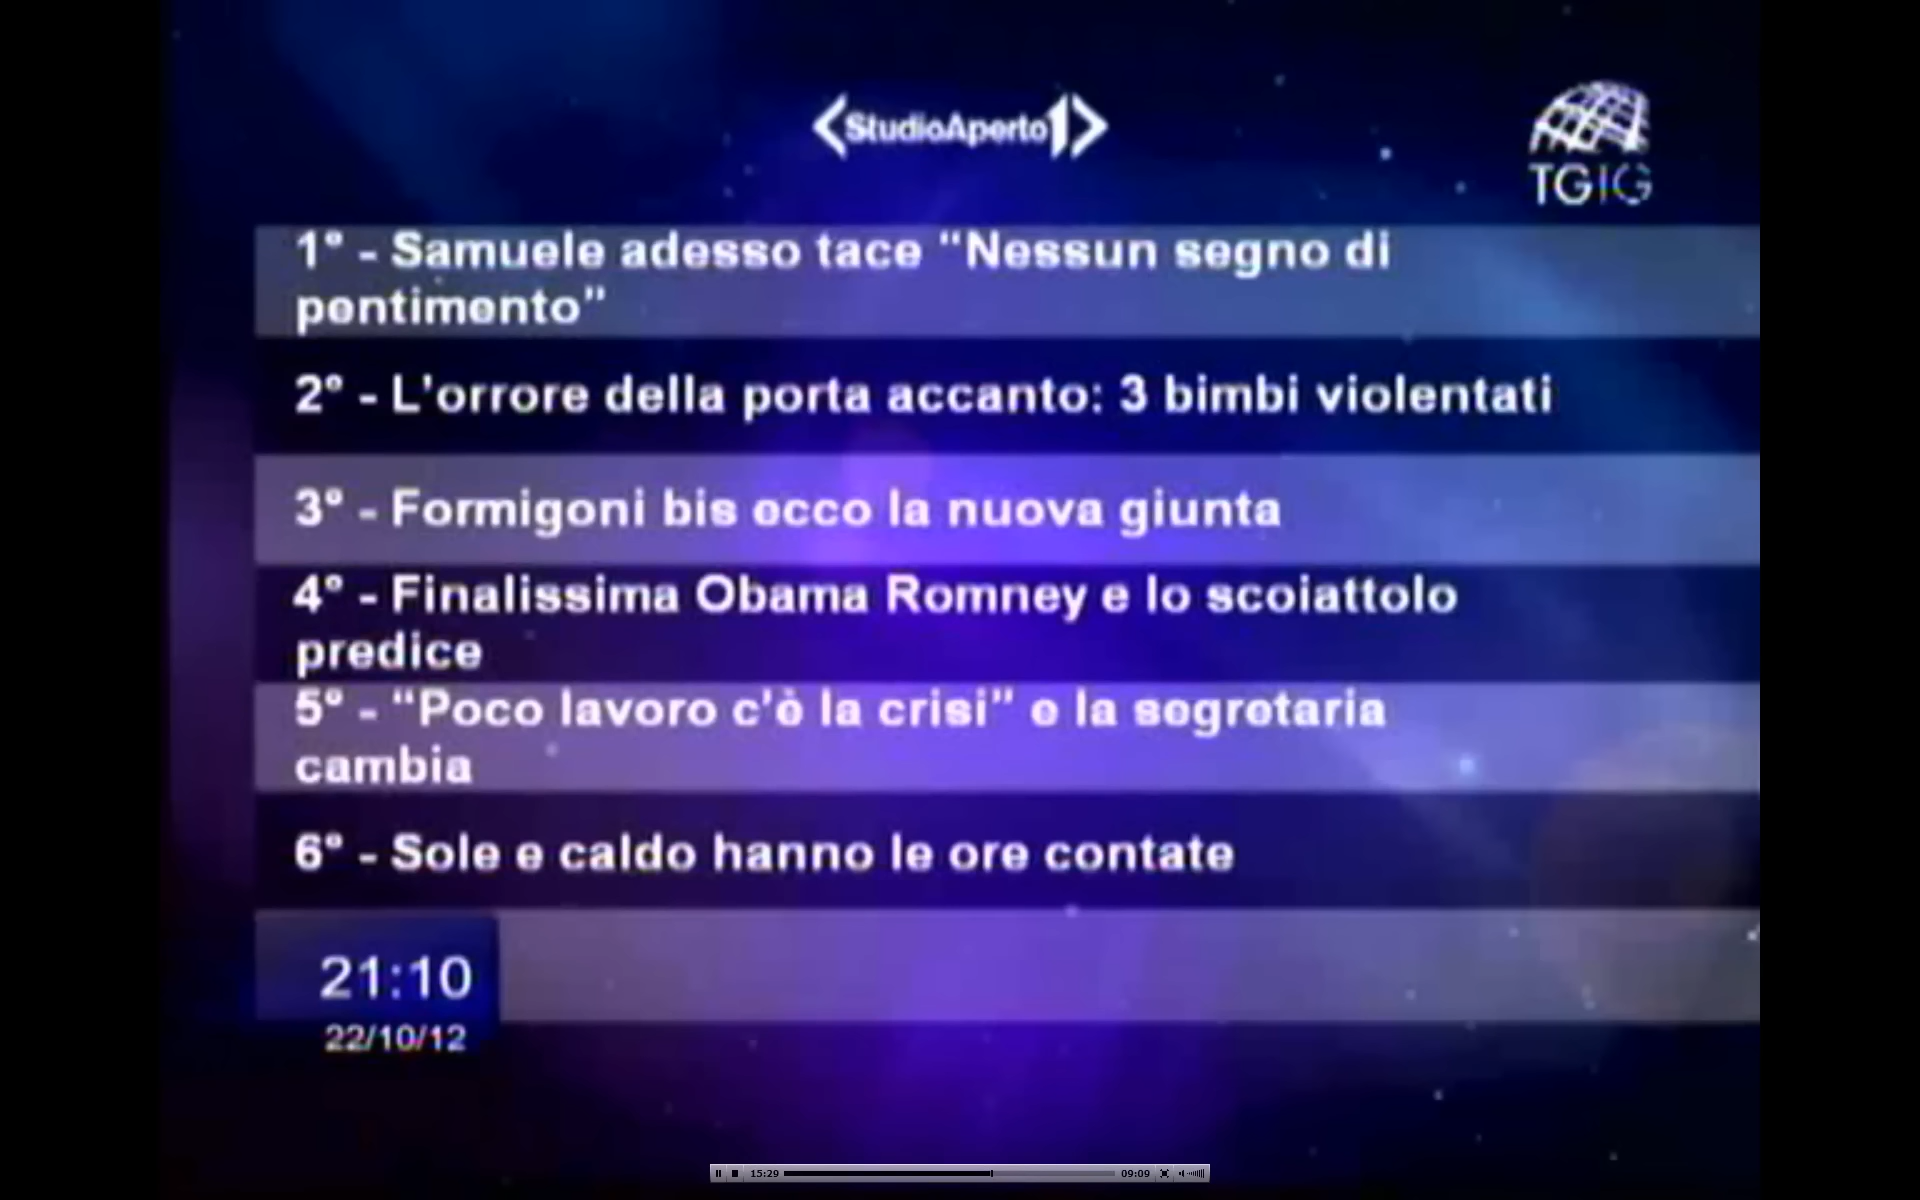 StudioAperto1
TGIG
1° - Samuele adesso tace “Nessun segno di
pentimento”
2° - L'orrore della porta accanto: 3 bimbi violentati
3° - Formigoni bis ecco la nuova giunta
4° - Finalissima Obama Romney e lo scoiattolo
predice
5° - “Poco lavoro c'è la crisi” e la segretaria
cambia
6° - Sole e caldo hanno le ore contate
21:10
22/10/12
15:29
09:09